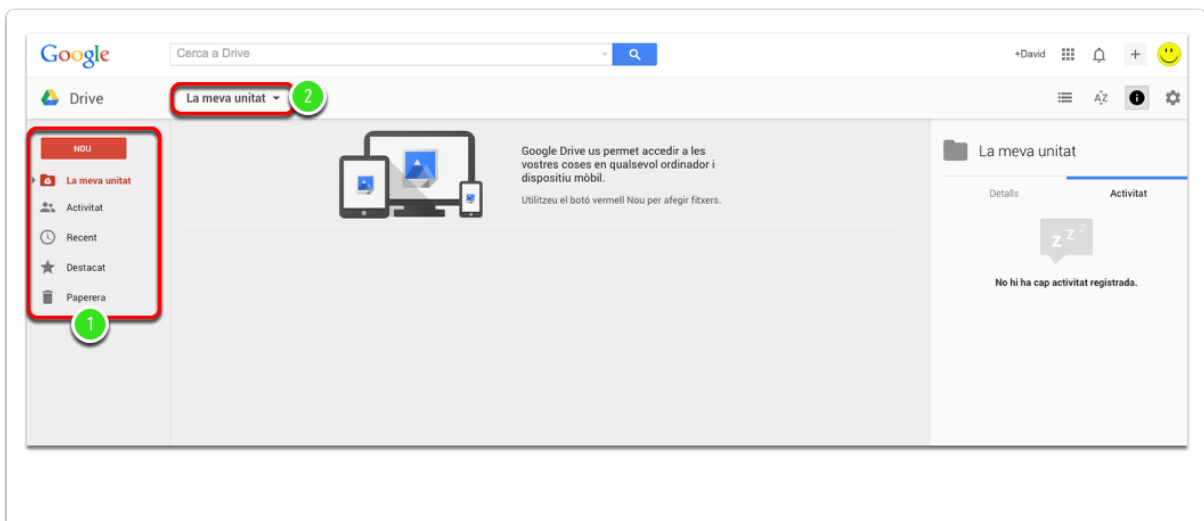 Google
Cerca a Drive
+David
Drive
La meva unitat
2
NOU
La meva unitat
Activitat
Recent
Destacat
Paperera
1
Google Drive us permet accedir a les
vostres coses en qualsevol ordinador i
dispositiu mòbil.
Utilitzeu el botó vermell Nou per afegir fitxers.
AZ
La meva unitat
Detalls
Activitat
z z z
No hi ha cap activitat registrada.